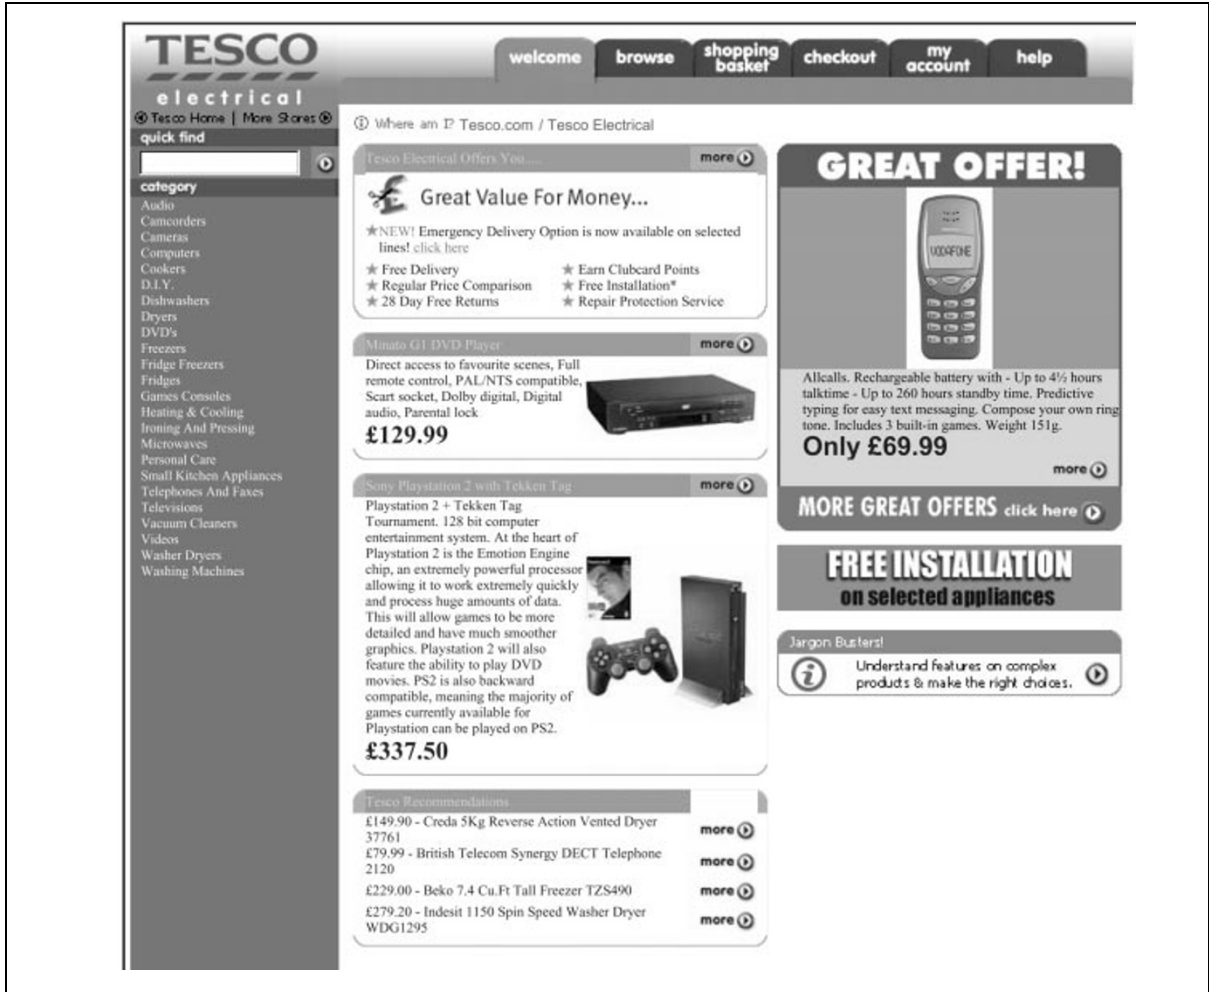 TESCO
electrical
Tesco Home | More Stores
quick find
category
Audio
Camcorders
Cameras
Computers
Cookers
D.I.Y.
Dishwashers
Dryers
DVD's
Freezers
Fridge Freezers
Fridges
Games Consoles
Heating & Cooling
Ironing And Pressing
Microwaves
Personal Care
Small Kitchen Appliances
Telephones And Faxes
Televisions
Vacuum Cleaners
Videos
Washer Dryers
Washing Machines
welcome
browse
shopping
basket
checkout
my
account
help
Where am I? Tesco.com / Tesco Electrical
Tesco Electrical Offers You.... more
Great Value For Money...
NEW! Emergency Delivery Option is now available on selected
lines! click here
Free Delivery
Regular Price Comparison
28 Day Free Returns
Earn Clubcard Points
Free Installation*
Repair Protection Service
Minato G1 DVD Player more
Direct access to favourite scenes, Full
remote control, PAL/NTS compatible,
Scart socket, Dolby digital, Digital
audio, Parental lock
£129.99
Sony Playstation 2 with Tekken Tag more
Playstation 2 + Tekken Tag
Tournament. 128 bit computer
entertainment system. At the heart of
Playstation 2 is the Emotion Engine
chip, an extremely powerful processor
allowing it to work extremely quickly
and process huge amounts of data.
This will allow games to be more
detailed and have much smoother
graphics. Playstation 2 will also
feature the ability to play DVD
movies. PS2 is also backward
compatible, meaning the majority of
games currently available for
Playstation can be played on PS2.
£337.50
Tesco Recommendations
£149.90 - Creda 5Kg Reverse Action Vented Dryer
37761
more
£79.99 - British Telecom Synergy DECT Telephone
2120
more
£229.00 - Beko 7.4 Cu.Ft Tall Freezer TZS490 more
£279.20 - Indesit 1150 Spin Speed Washer Dryer
WDG1295
more
GREAT OFFER!
VODAFONE
Allcalls. Rechargeable battery with - Up to 4½ hours
talktime - Up to 260 hours standby time. Predictive
typing for easy text messaging. Compose your own ring
tone. Includes 3 built-in games. Weight 151g.
Only £69.99
more
MORE GREAT OFFERS click here
FREE INSTALLATION
on selected appliances
Jargon Busters!
Understand features on complex
products & make the right choices.